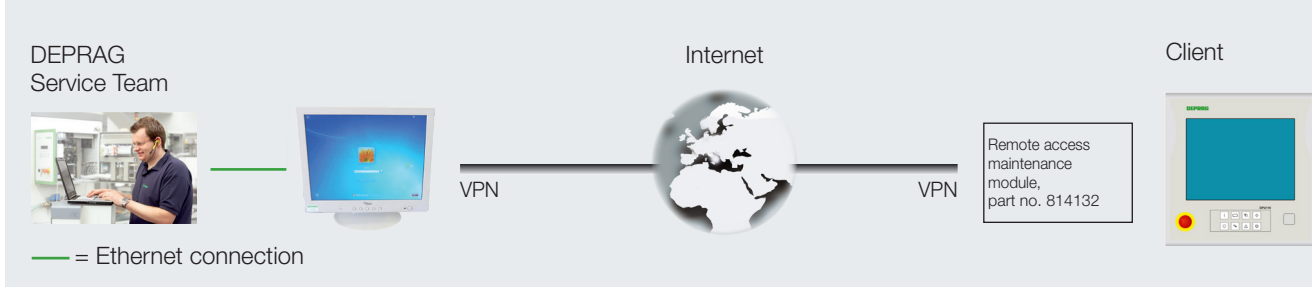 DEPRAG
Service Team
Internet
Client
DEPRAG
VPN
VPN
Remote access
maintenance
module,
part no. 814132
= Ethernet connection